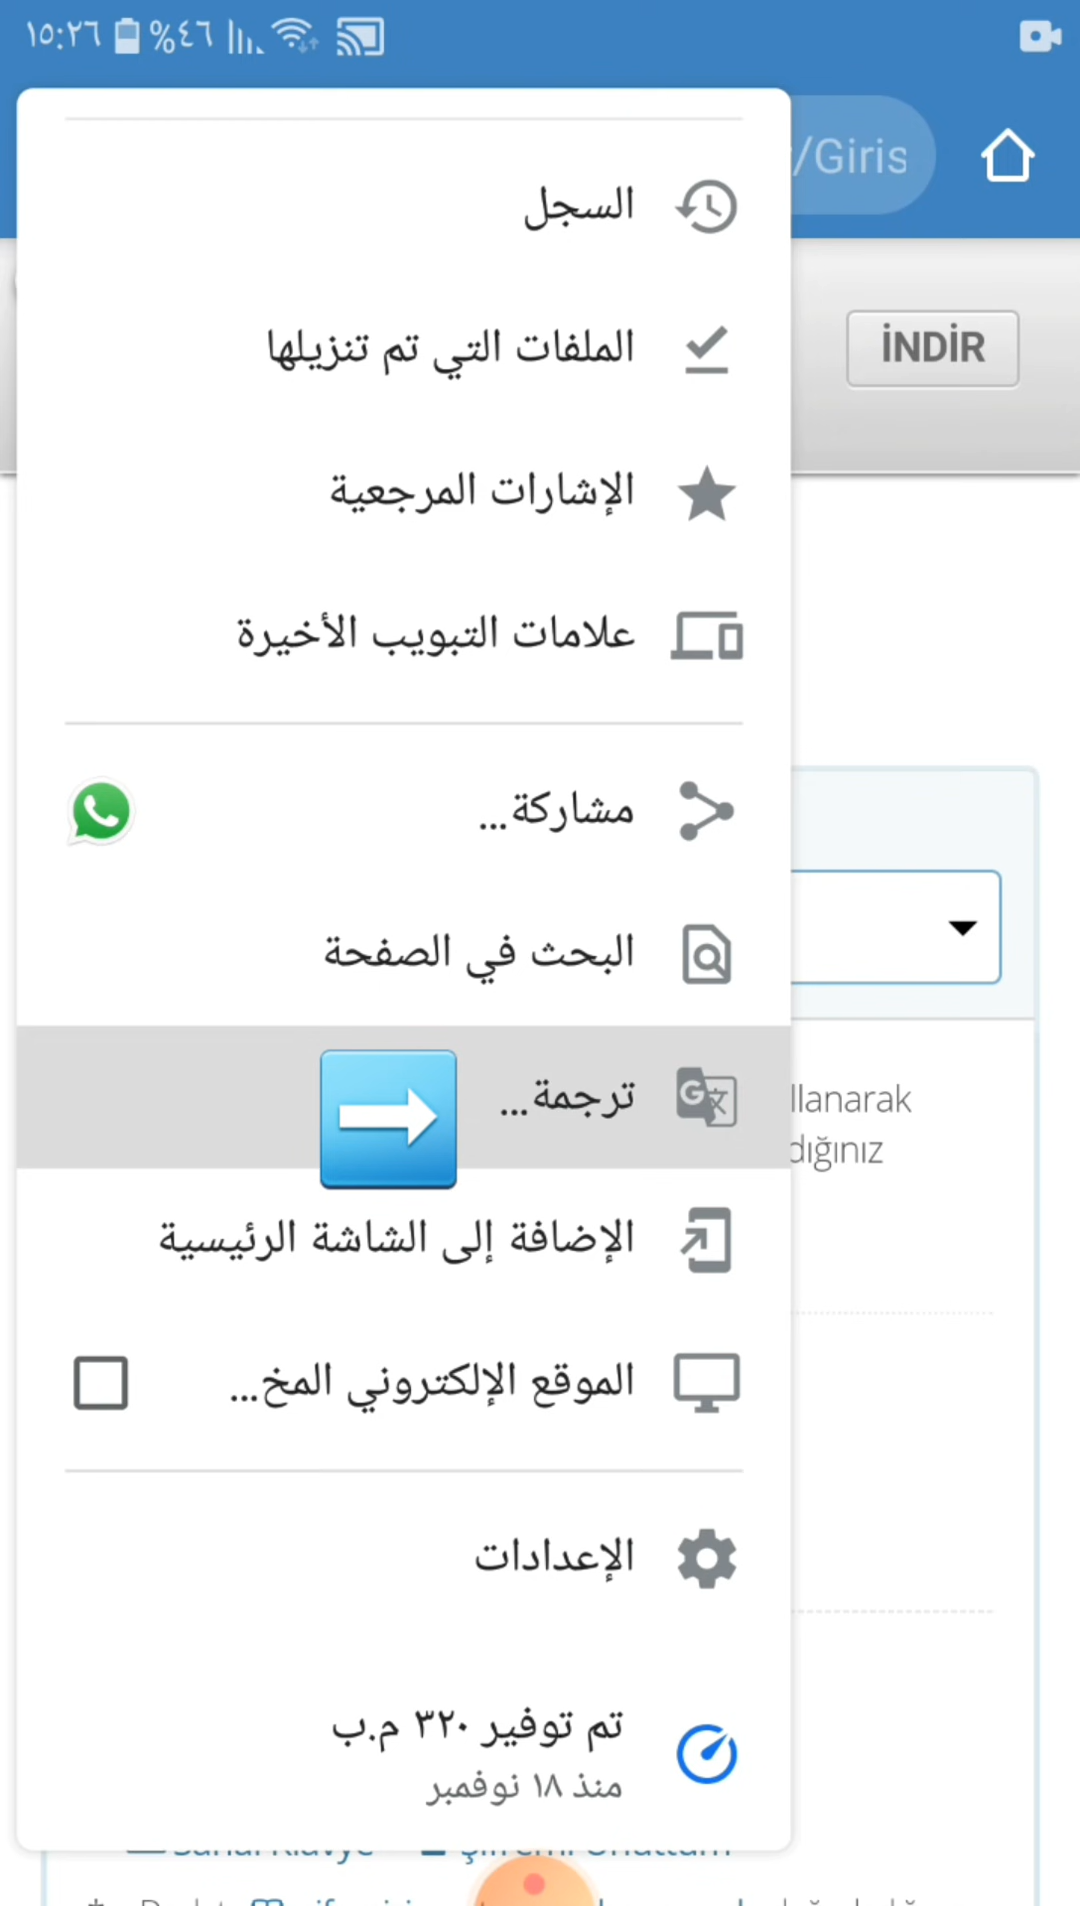 ١٥:٢٦ %٤٦
/Giris
السجل
İNDİR
الملفات التي تم تنزيلها
الإشارات المرجعية
علامات التبويب الأخيرة
مشاركة...
البحث في الصفحة
ترجمة...
llanarak
dığınız
الإضافة إلى الشاشة الرئيسية
الموقع الإلكتروني المخ...
الإعدادات
تم توفير ٣٢٠ م.ب
منذ ١٨ نوفمبر